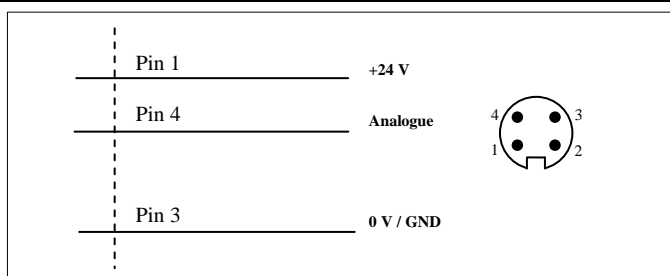 Pin 1
+24 V
Pin 4
Analogue
4 3
1 2
Pin 3
0 V / GND